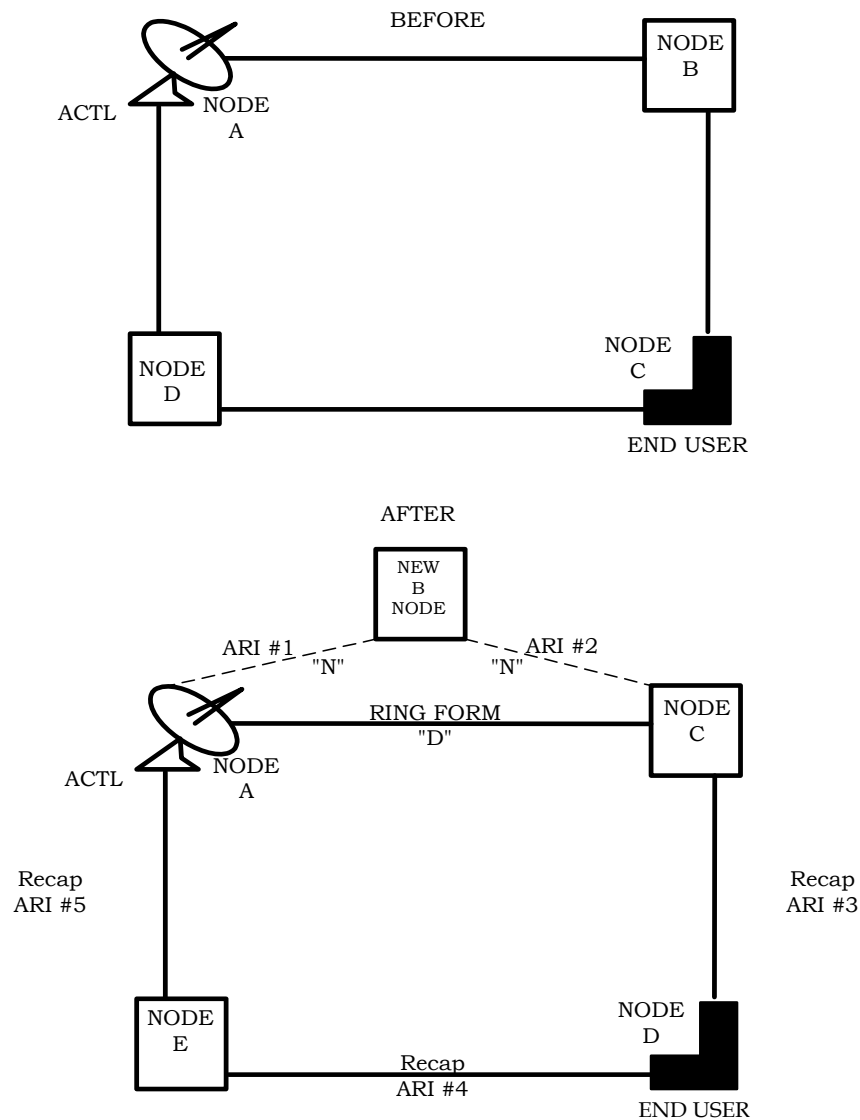 BEFORE
NODE
B
ACTL
NODE
A
NODE
D
NODE
C
END USER
AFTER
NEW
B
NODE
ARI #1
"N"
ARI #2
"N"
RING FORM
"D"
NODE
C
ACTL
NODE
A
Recap
ARI #5
Recap
ARI #3
NODE
E
NODE
D
Recap
ARI #4
END USER